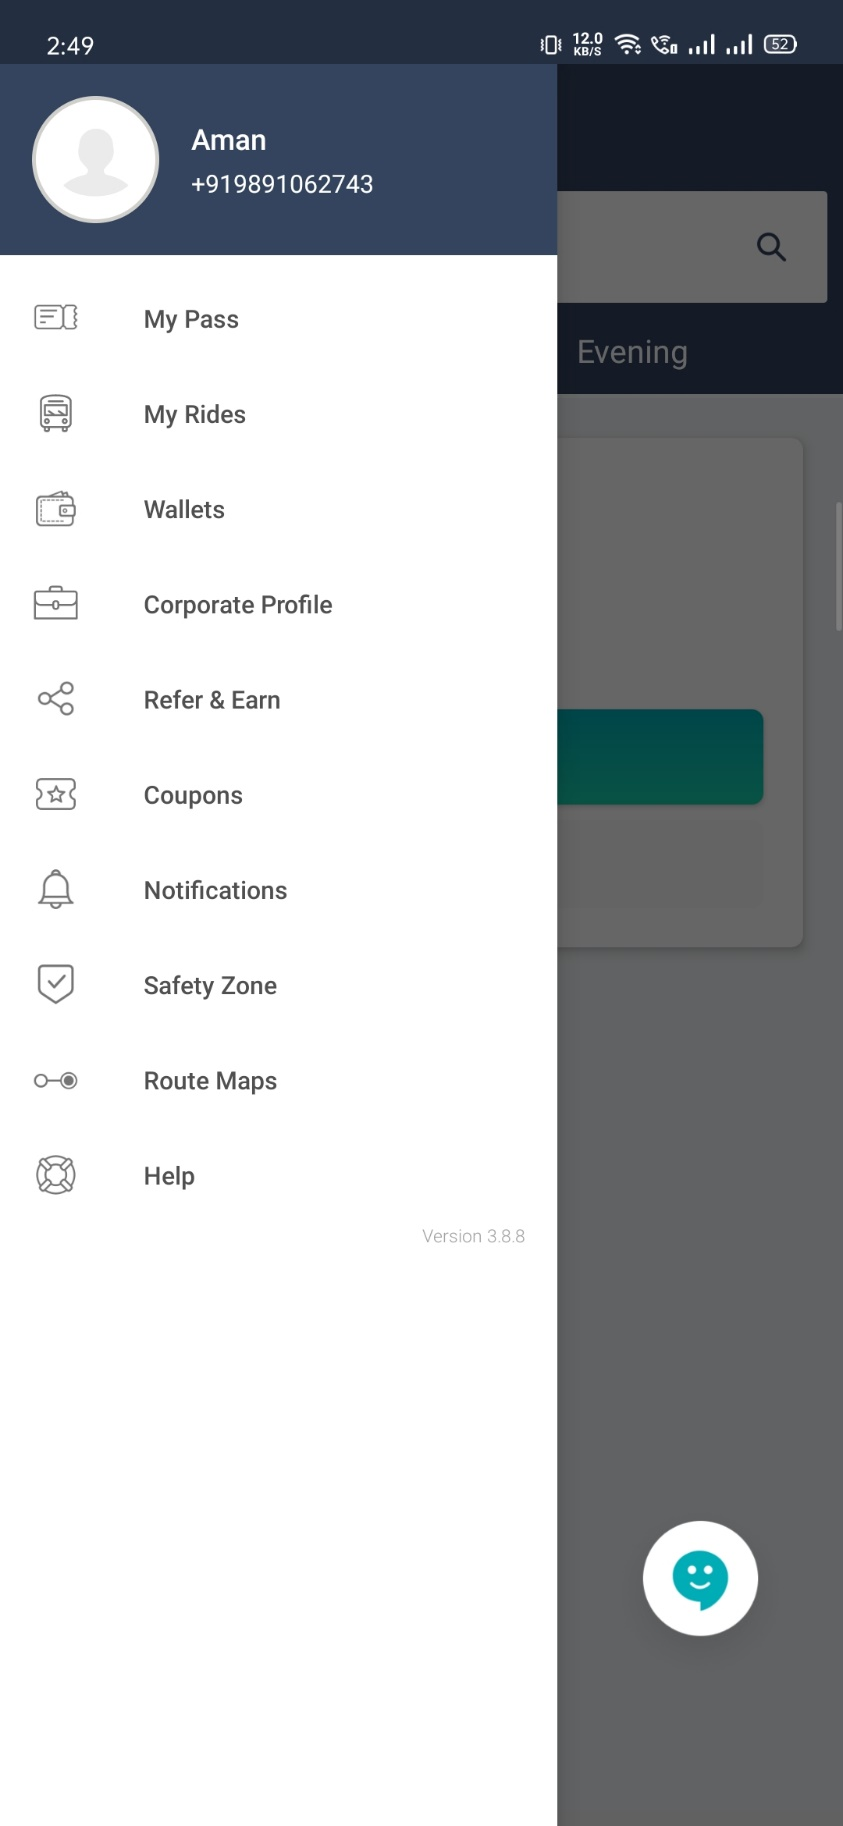 2:49
12.0
KB/S
52
Aman
+919891062743
Evening
My Pass
My Rides
Wallets
Corporate Profile
Refer & Earn
Coupons
Notifications
Safety Zone
Route Maps
Help
Version 3.8.8